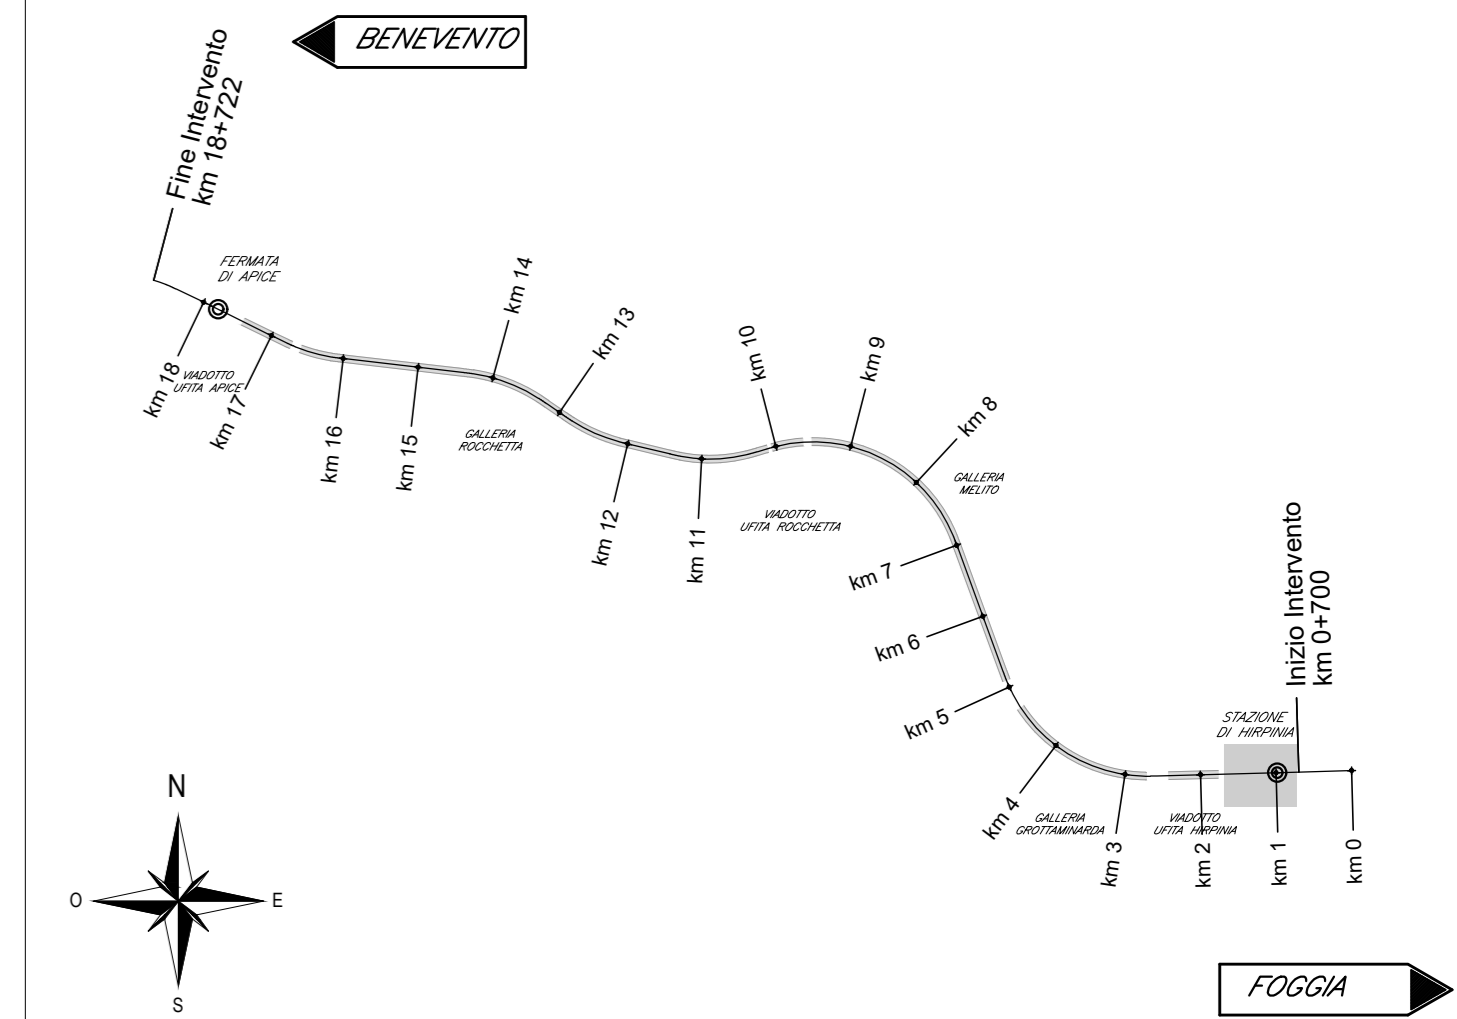 BENEVENTO
Fine Intervento
km 18+722
FERMATA
DI APICE
km 14
km 13
km 10
km 9
km 18
VIADOTTO
UFITA APICE
km 17
km 16
km 15
GALLERIA
ROCCHETTA
km 8
GALLERIA
MELITO
km 12
km 11
VIADOTTO
UFITA ROCCHETTA
km 7
Inizio Intervento
km 0+700
km 6
km 5
STAZIONE
DI HIRPINIA
N
O
E
S
km 4
GALLERIA
GROTTAMINARDA
km 3
VIADOTTO
UFITA HIRPINIA
km 2
km 1
km 0
FOGGIA